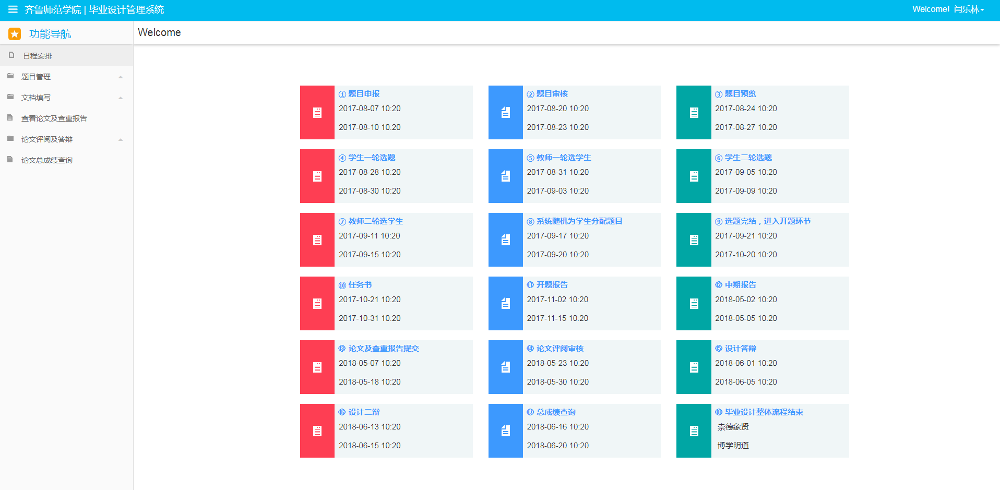 齐鲁师范学院 | 毕业设计管理系统
Welcome! 闫乐林
功能导航
Welcome
日程安排
题目管理
文档填写
查看论文及查重报告
论文评阅及答辩
论文总成绩查询
① 题目申报
2017-08-07 10:20
2017-08-10 10:20
② 题目审核
2017-08-20 10:20
2017-08-23 10:20
③ 题目预览
2017-08-24 10:20
2017-08-27 10:20
④ 学生一轮选题
2017-08-28 10:20
2017-08-30 10:20
⑤ 教师一轮选学生
2017-08-31 10:20
2017-09-03 10:20
⑥ 学生二轮选题
2017-09-05 10:20
2017-09-09 10:20
⑦ 教师二轮选学生
2017-09-11 10:20
2017-09-15 10:20
⑧ 系统随机为学生分配题目
2017-09-17 10:20
2017-09-20 10:20
⑨ 选题完结，进入开题环节
2017-09-21 10:20
2017-10-20 10:20
⑩ 任务书
2017-10-21 10:20
2017-10-31 10:20
⑪ 开题报告
2017-11-02 10:20
2017-11-15 10:20
⑫ 中期报告
2018-05-02 10:20
2018-05-05 10:20
⑬ 论文及查重报告提交
2018-05-07 10:20
2018-05-18 10:20
⑭ 论文评阅审核
2018-05-23 10:20
2018-05-30 10:20
⑮ 设计答辩
2018-06-01 10:20
2018-06-05 10:20
⑯ 设计二辩
2018-06-13 10:20
2018-06-15 10:20
⑰ 总成绩查询
2018-06-16 10:20
2018-06-20 10:20
⑱ 毕业设计整体流程结束
崇德象贤
博学明道